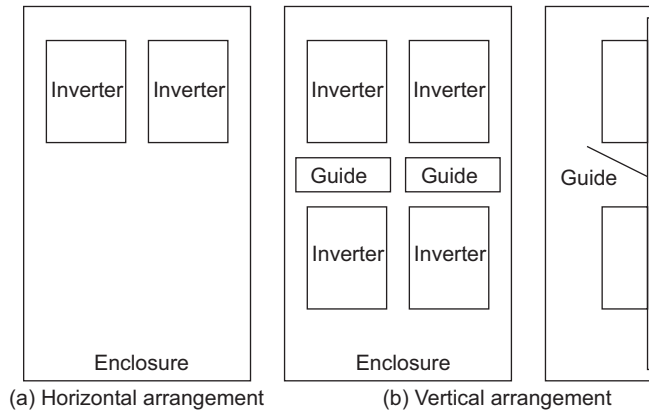 Inverter Inverter
Enclosure
(a) Horizontal arrangement
Inverter Inverter
Guide Guide
Inverter Inverter
Enclosure
Guide
(b) Vertical arrangement